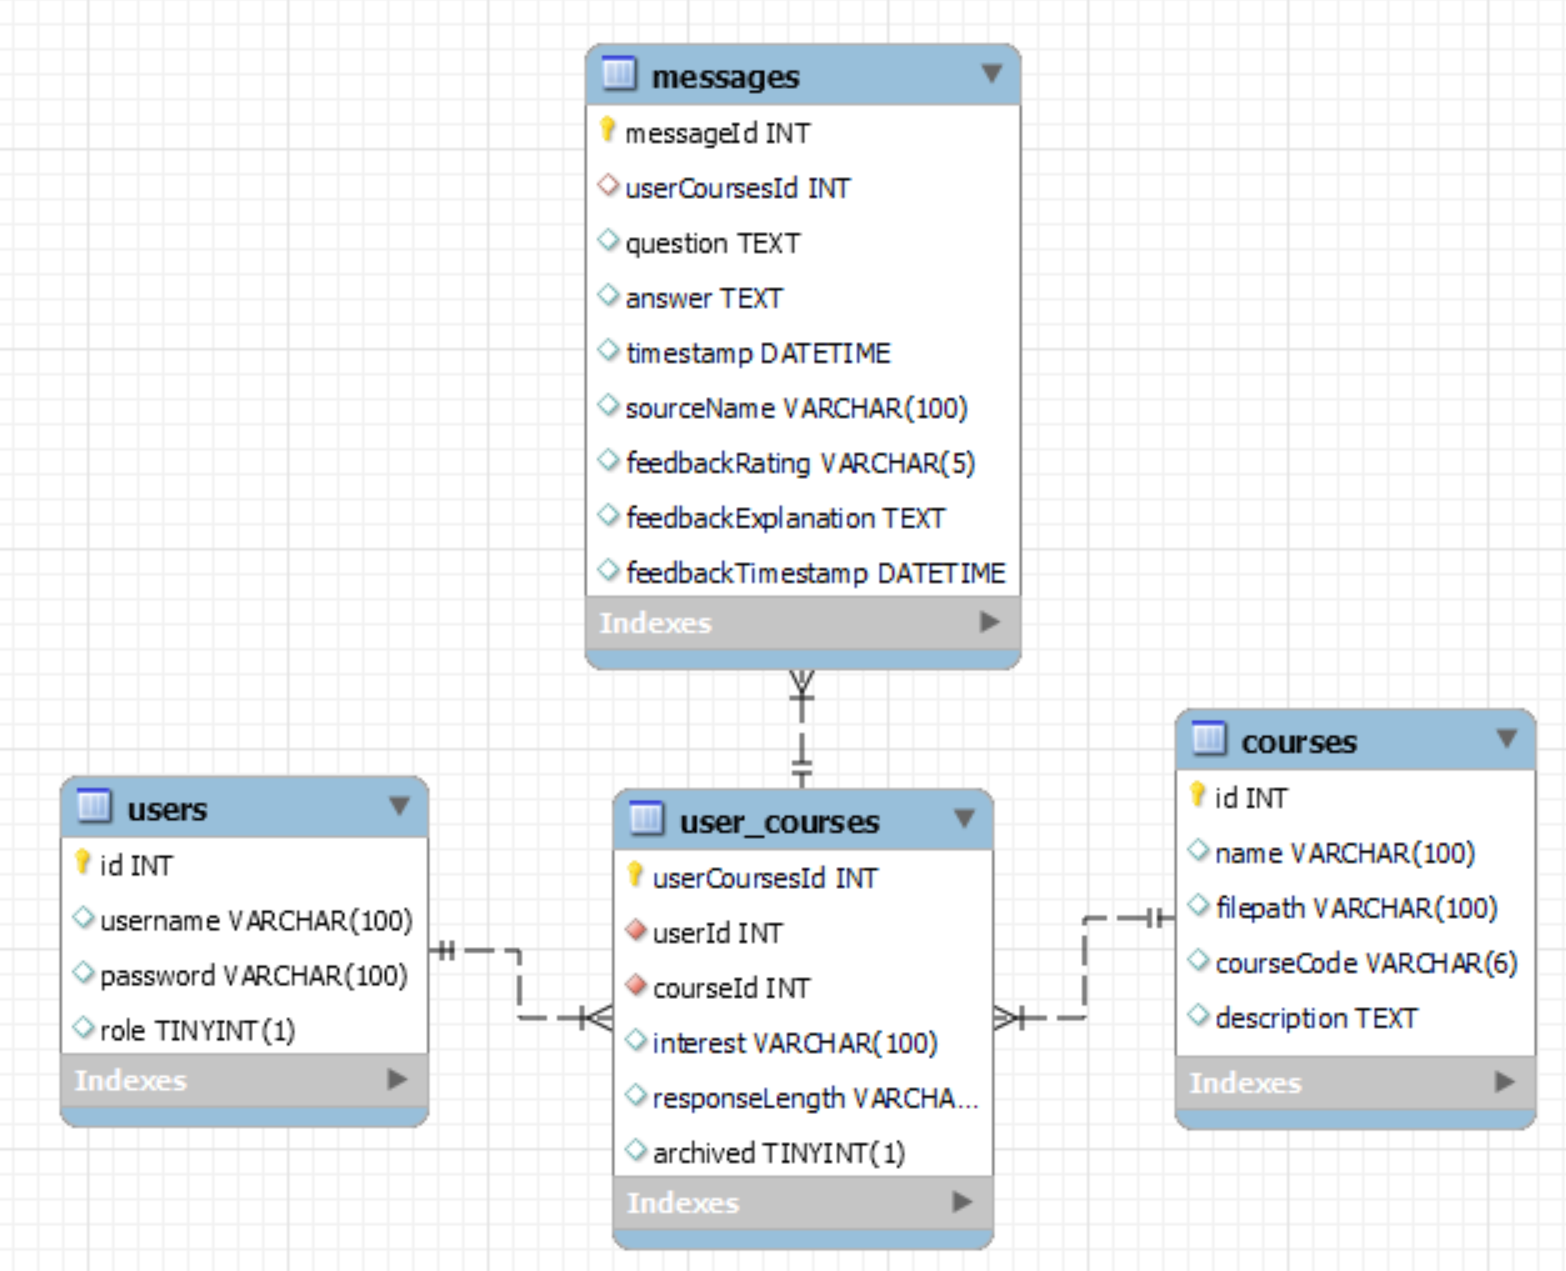 messages
messageId INT
userCoursesId INT
question TEXT
answer TEXT
timestamp DATETIME
sourceName VARCHAR(100)
feedbackRating VARCHAR(5)
feedbackExplanation TEXT
feedbackTimestamp DATETIME
Indexes
users
id INT
username VARCHAR(100)
password VARCHAR(100)
role TINYINT(1)
Indexes
user_courses
userCoursesId INT
userId INT
courseId INT
interest VARCHAR(100)
responseLength VARCHA...
archived TINYINT(1)
Indexes
courses
id INT
name VARCHAR(100)
filepath VARCHAR(100)
courseCode VARCHAR(6)
description TEXT
Indexes